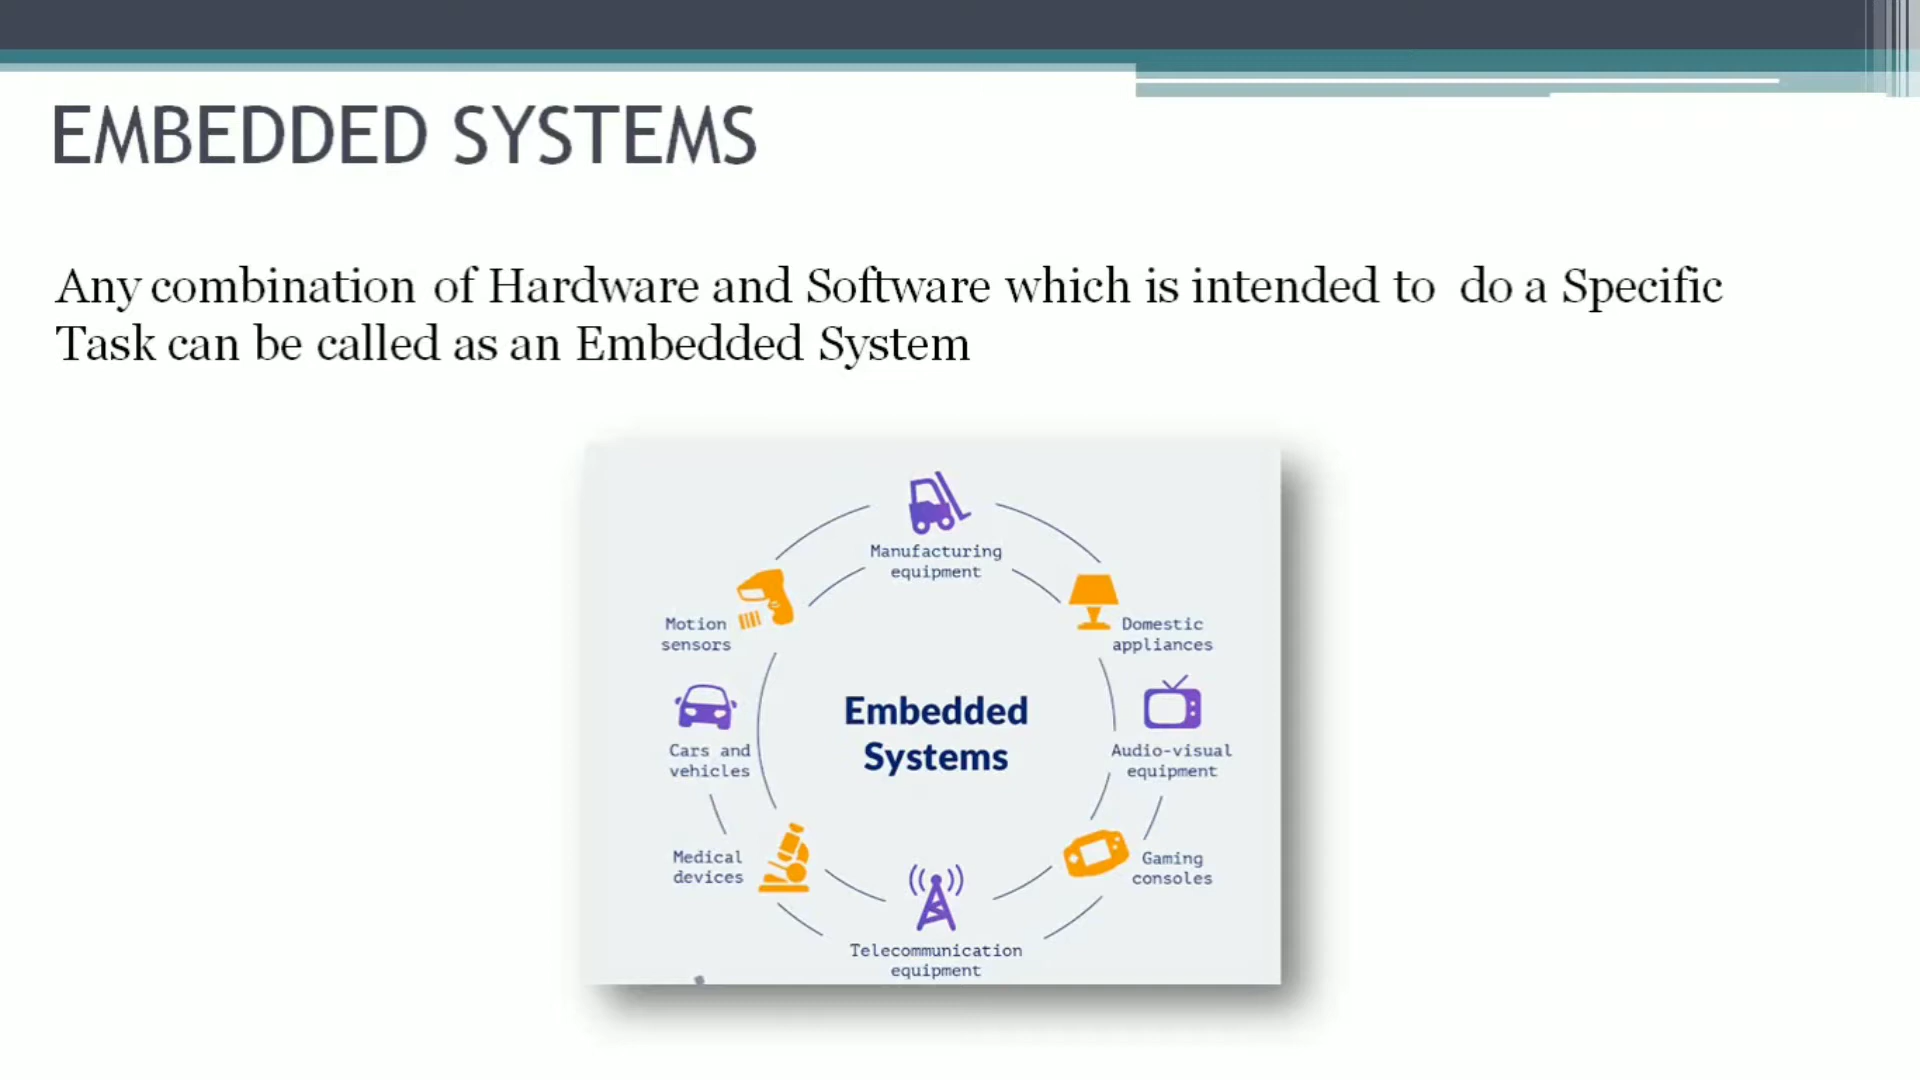 EMBEDDED SYSTEMS
Any combination of Hardware and Software which is intended to do a Specific
Task can be called as an Embedded System
Manufacturing
equipment
Motion
sensors
Domestic
appliances
Embedded
Systems
Cars and
vehicles
Audio-visual
equipment
Medical
devices
Gaming
consoles
Telecommunication
equipment